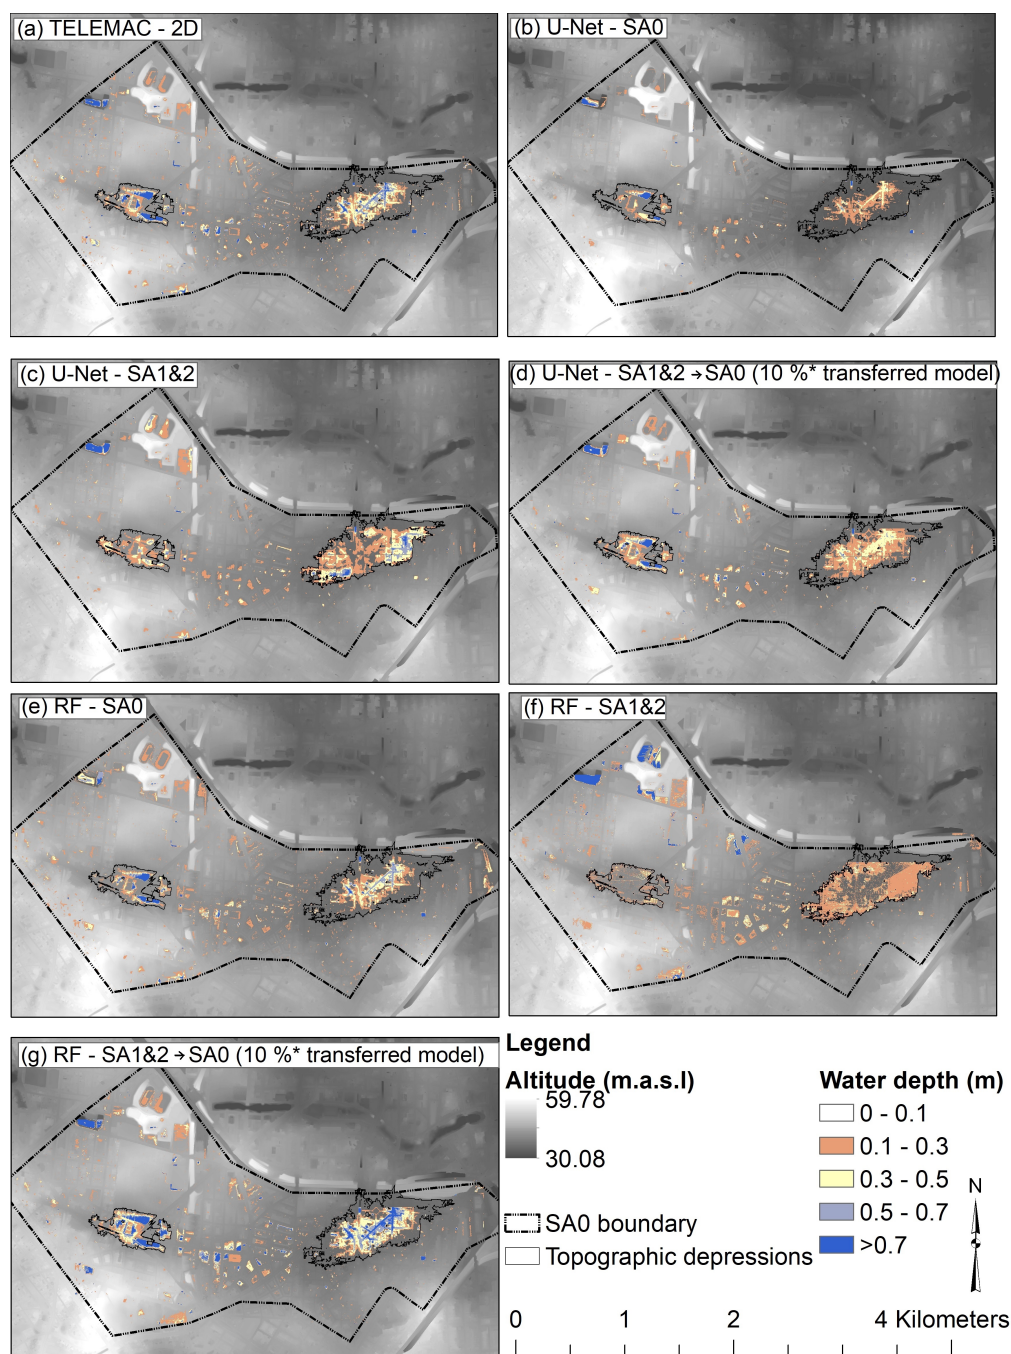 (a) TELEMAC - 2D
(b) U-Net - SA0
(c) U-Net - SA1&2
(d) U-Net - SA1&2 →SA0 (10 %* transferred model)
(e) RF - SA0
(f) RF - SA1&2
(g) RF - SA1&2 →SA0 (10 %* transferred model)
Legend
Altitude (m.a.s.l)
59.78
30.08
SA0 boundary
Topographic depressions
Water depth (m)
0 - 0.1
0.1 - 0.3
0.3 - 0.5
0.5 - 0.7
>0.7
N
0 1 2 4 Kilometers